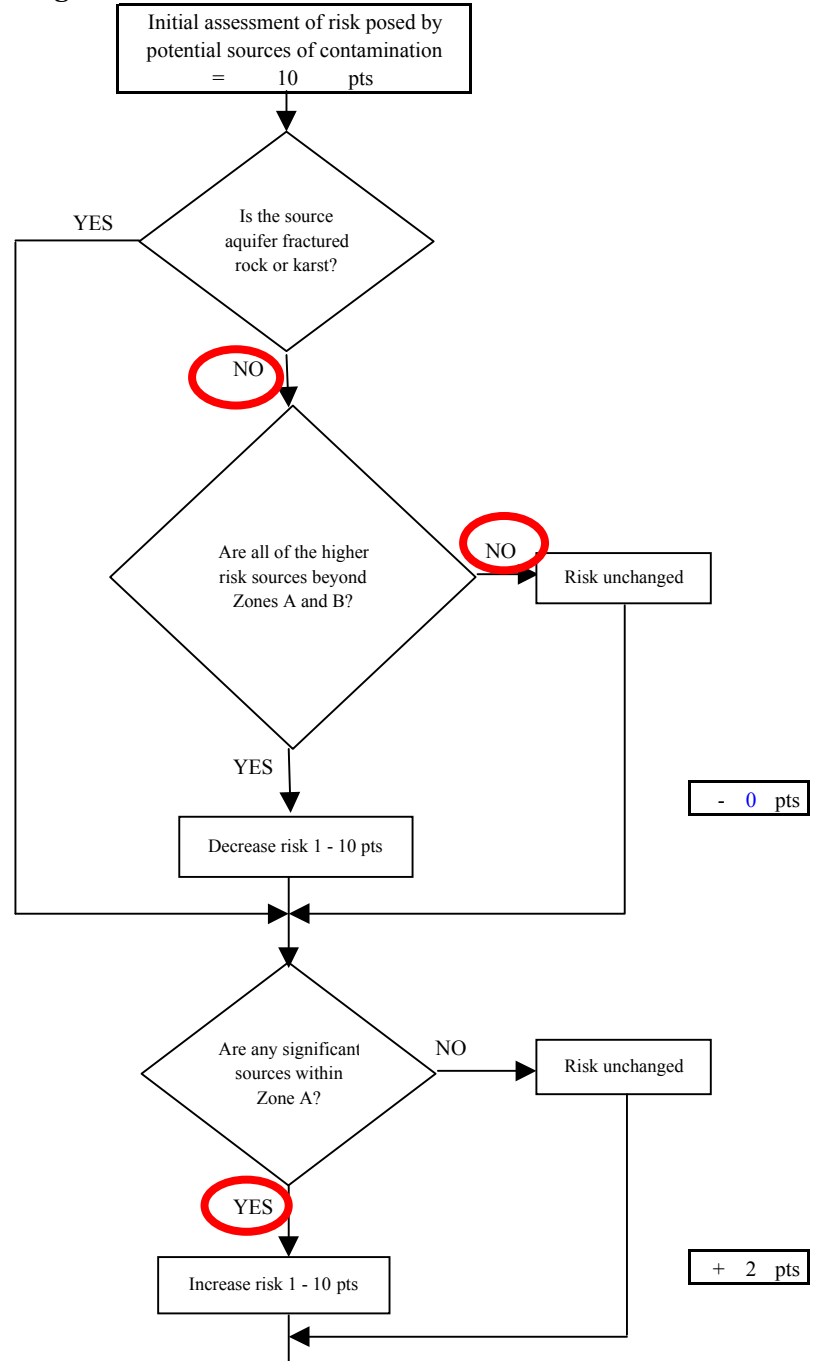 Initial assessment of risk posed by
potential sources of contamination
= 10 pts
YES
Is the source
aquifer fractured
rock or karst?
NO
Are all of the higher
risk sources beyond
Zones A and B?
NO
Risk unchanged
YES
- 0 pts
Decrease risk 1 - 10 pts
Are any significant
sources within
Zone A?
NO
Risk unchanged
YES
+ 2 pts
Increase risk 1 - 10 pts